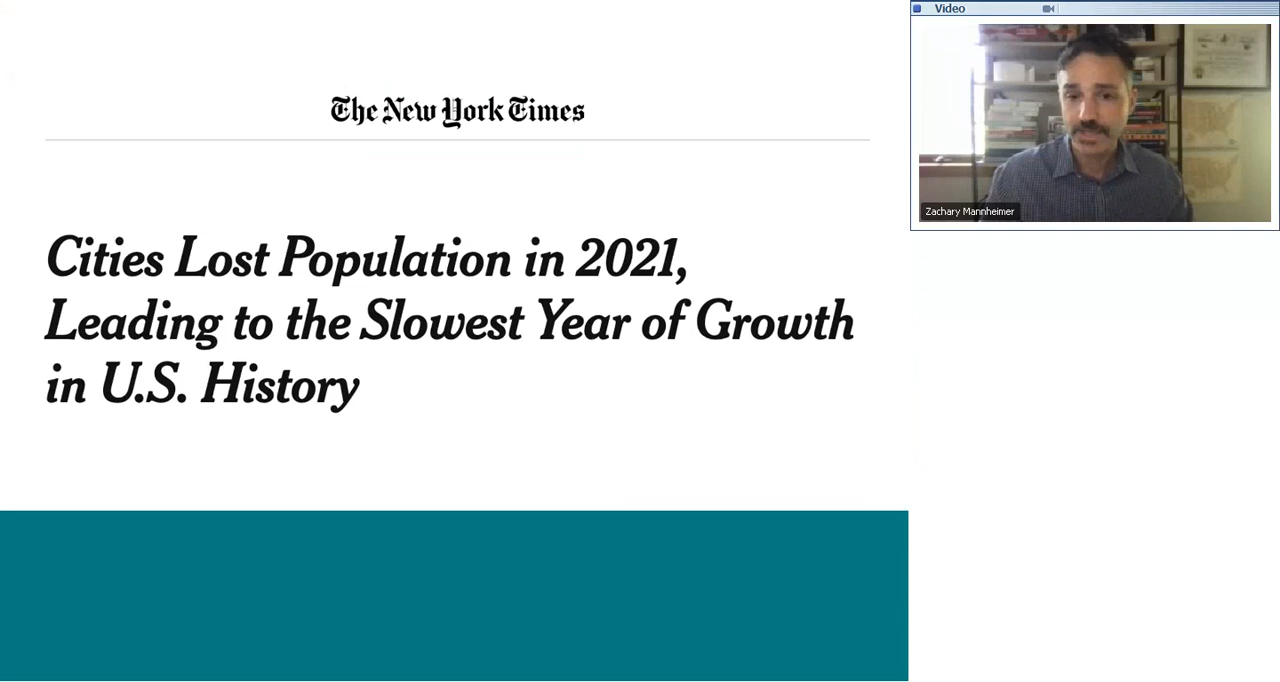 The New York Times
Cities Lost Population in 2021,
Leading to the Slowest Year of Growth
in U.S. History
Video
Zachary Mannheimer